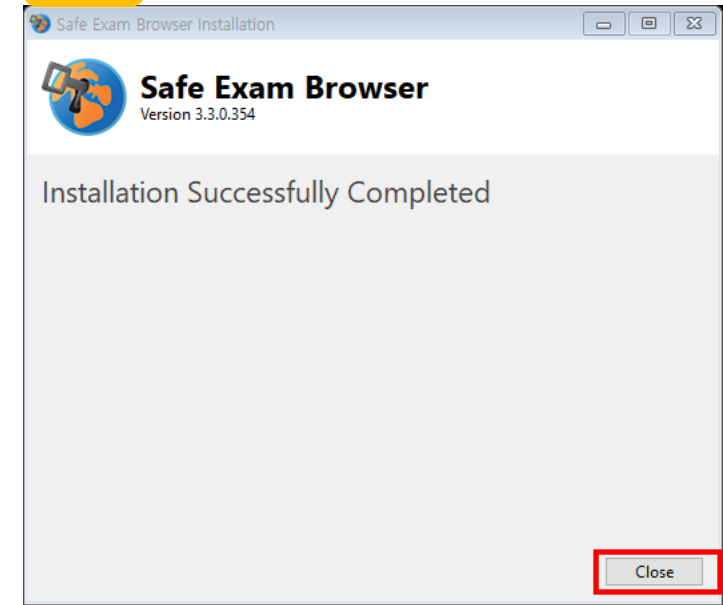 Safe Exam Browser Installation
Safe Exam Browser
Version 3.3.0.354
Installation Successfully Completed
Close